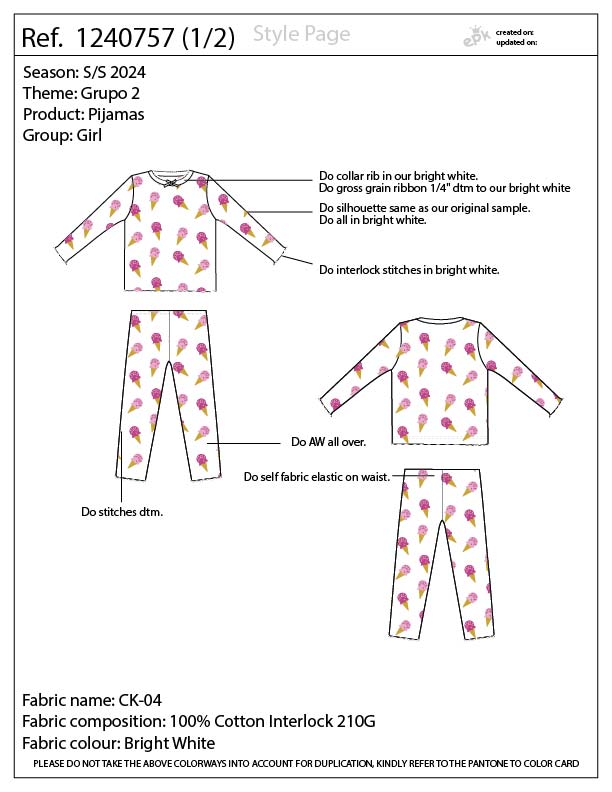 Ref. 1240757 (1/2)
Style Page
epk
created on:
updated on:
Season: S/S 2024
Theme: Grupo 2
Product: Pijamas
Group: Girl
Do collar rib in our bright white.
Do gross grain ribbon 1/4" dtm to our bright white
Do silhouette same as our original sample.
Do all in bright white.
Do interlock stitches in bright white.
Do AW all over.
Do self fabric elastic on waist.
Do stitches dtm.
Fabric name: CK-04
Fabric composition: 100% Cotton Interlock 210G
Fabric colour: Bright White
PLEASE DO NOT TAKE THE ABOVE COLORWAYS INTO ACCOUNT FOR DUPLICATION, KINDLY REFER TO THE PANTONE TO COLOR CARD